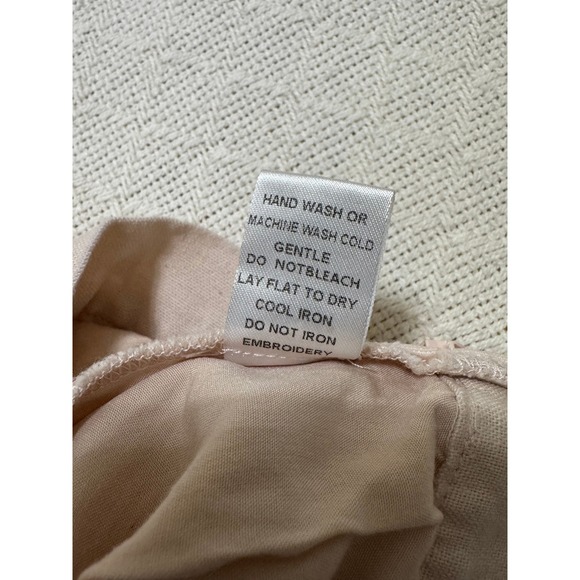 HAND WASH OR
MACHINE WASH COLD
GENTLE
DO NOTBLEACH
LAY FLAT TO DRY
COOL IRON
DO NOT IRON
EMBROIDERY